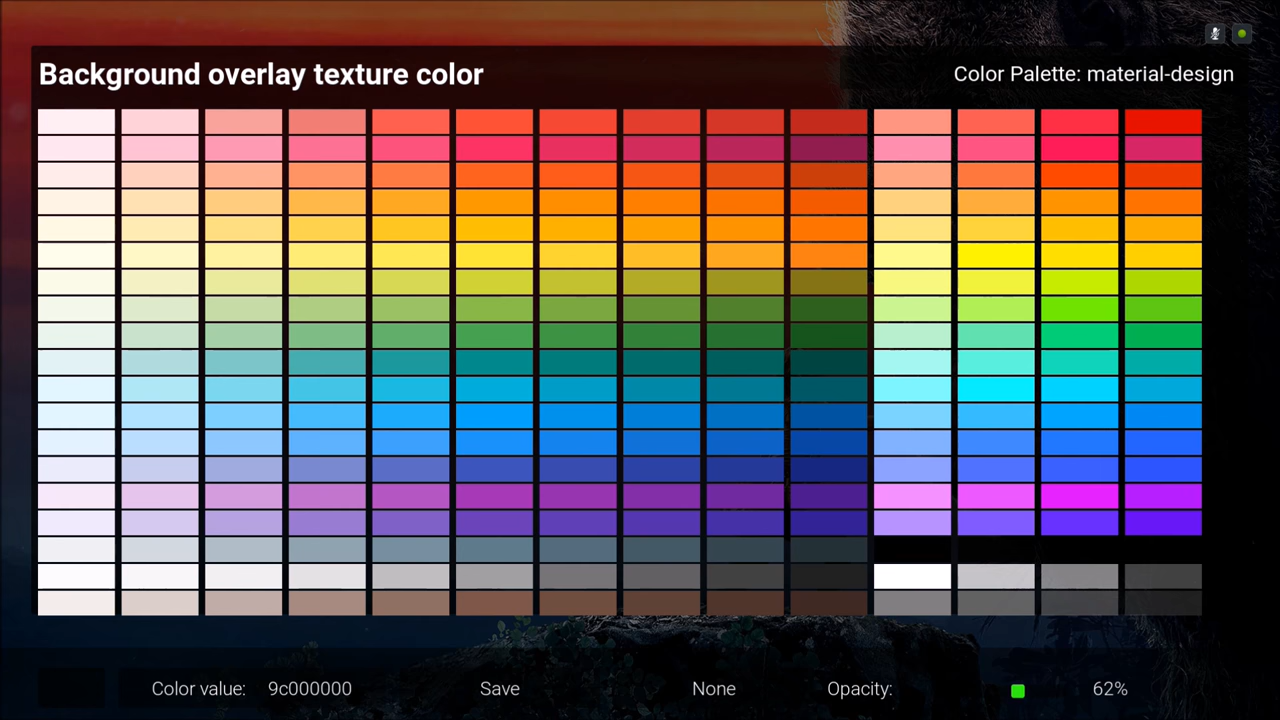 Background overlay texture color
Color Palette: material-design
Color value: 9c000000 Save None Opacity: 62%